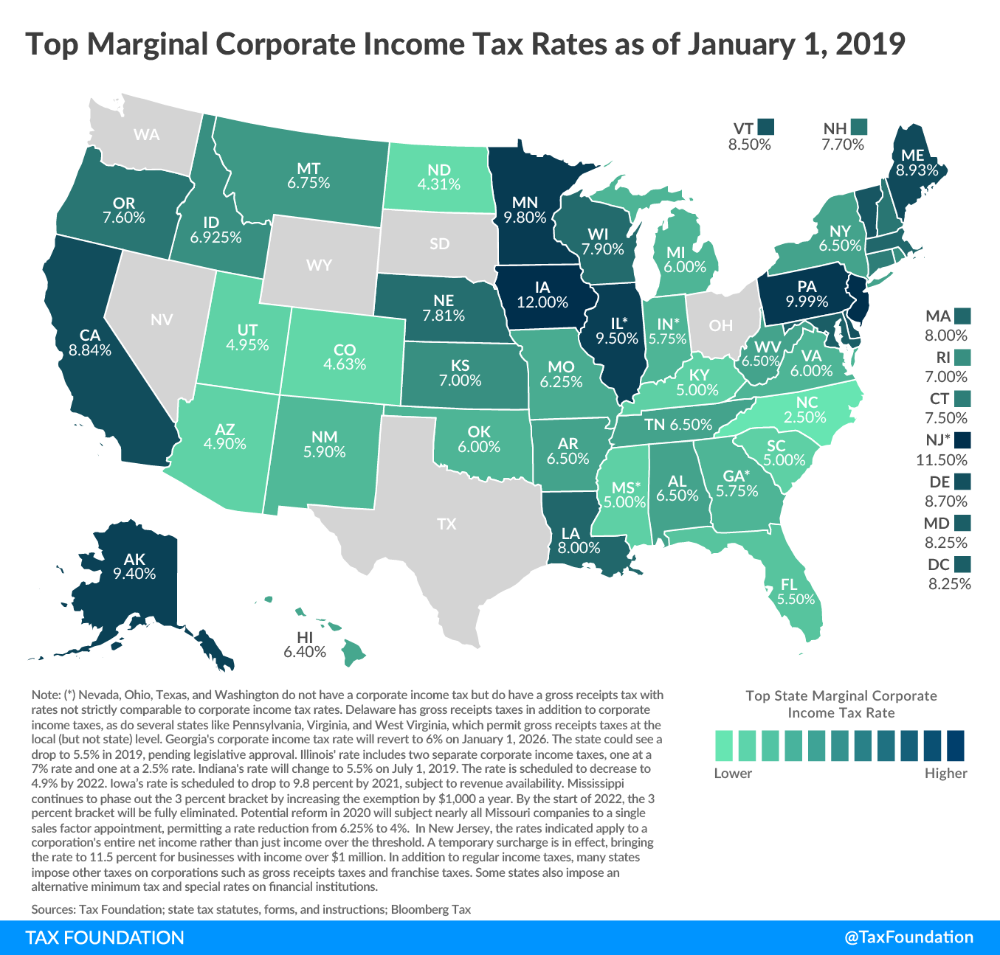 Top Marginal Corporate Income Tax Rates as of January 1, 2019
WA
VT
8.50%
NH
7.70%
ME
8.93%
MT
6.75%
ND
4.31%
OR
7.60%
ID
6.925%
MN
9.80%
WI
7.90%
MI
6.00%
NY
6.50%
SD
WY
NV
UT
4.95%
CO
4.63%
NE
7.81%
IA
12.00%
IL*
9.50%
IN*
5.75%
OH
PA
9.99%
CA
8.84%
KS
7.00%
MO
6.25%
KY
5.00%
WV
6.50%
VA
6.00%
MA
8.00%
RI
7.00%
CT
7.50%
NJ*
11.50%
DE
8.70%
MD
8.25%
DC
8.25%
AZ
4.90%
NM
5.90%
OK
6.00%
AR
6.50%
TN 6.50%
NC
2.50%
SC
5.00%
MS*
5.00%
AL
6.50%
GA*
5.75%
TX
LA
8.00%
FL
5.50%
AK
9.40%
HI
6.40%
Note: (*) Nevada, Ohio, Texas, and Washington do not have a corporate income tax but do have a gross receipts tax with
rates not strictly comparable to corporate income tax rates. Delaware has gross receipts taxes in addition to corporate
income taxes, as do several states like Pennsylvania, Virginia, and West Virginia, which permit gross receipts taxes at the
local (but not state) level. Georgia's corporate income tax rate will revert to 6% on January 1, 2026. The state could see a
drop to 5.5% in 2019, pending legislative approval. Illinois' rate includes two separate corporate income taxes, one at a
7% rate and one at a 2.5% rate. Indiana's rate will change to 5.5% on July 1, 2019. The rate is scheduled to decrease to
4.9% by 2022. Iowa's rate is scheduled to drop to 9.8 percent by 2021, subject to revenue availability. Mississippi
continues to phase out the 3 percent bracket by increasing the exemption by $1,000 a year. By the start of 2022, the 3
percent bracket will be fully eliminated. Potential reform in 2020 will subject nearly all Missouri companies to a single
sales factor appointment, permitting a rate reduction from 6.25% to 4%. In New Jersey, the rates indicated apply to a
corporation's entire net income rather than just income over the threshold. A temporary surcharge is in effect, bringing
the rate to 11.5 percent for businesses with income over $1 million. In addition to regular income taxes, many states
impose other taxes on corporations such as gross receipts taxes and franchise taxes. Some states also impose an
alternative minimum tax and special rates on financial institutions.
Sources: Tax Foundation; state tax statutes, forms, and instructions; Bloomberg Tax
Top State Marginal Corporate
Income Tax Rate
Lower
Higher
TAX FOUNDATION
@TaxFoundation